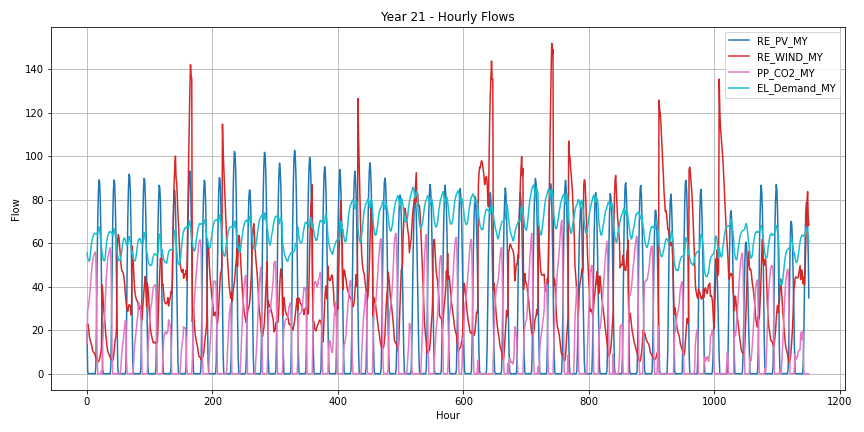 Year 21 - Hourly Flows
RE_PV_MY
RE_WIND_MY
PP_CO2_MY
EL_Demand_MY
Flow
140
120
100
80
60
40
20
0
0 200 400 600 800 1000 1200
Hour